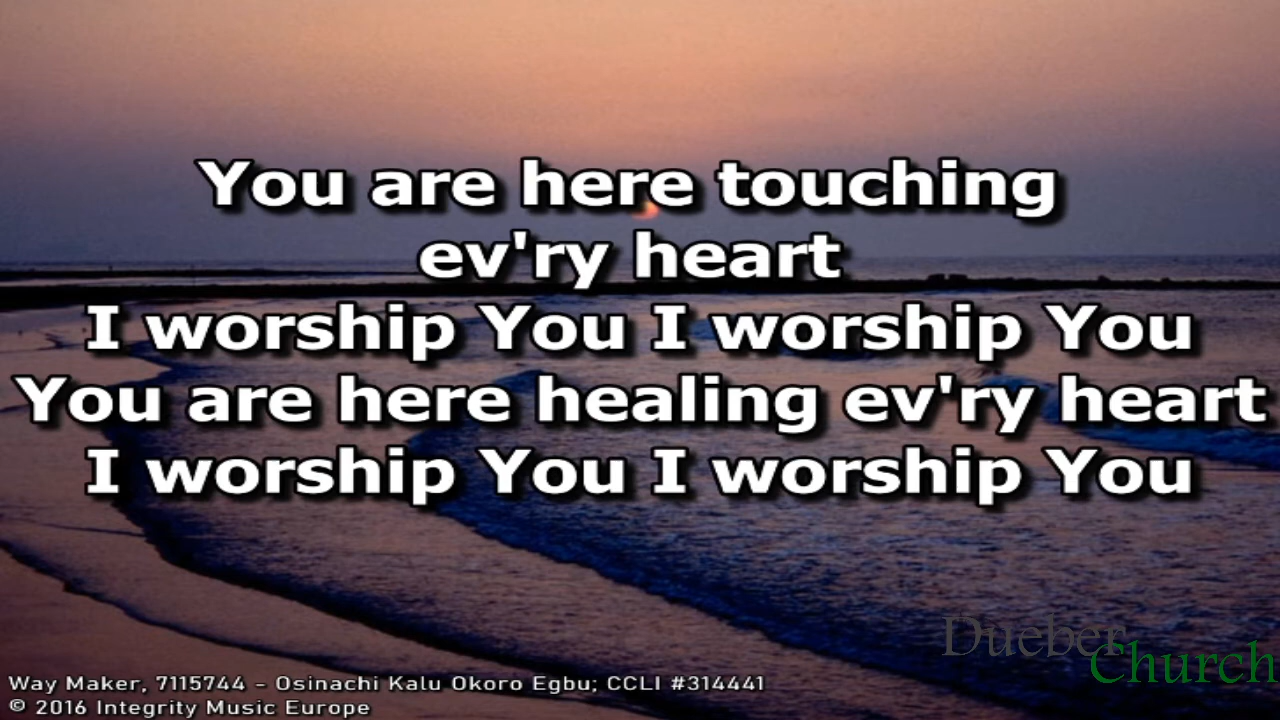 You are here touching
ev'ry heart
I worship You I worship You
You are here healing ev'ry heart
I worship You I worship You
Dueber
Church
Way Maker, 7115744 - Osinachi Kalu Okoro Egbu; CCLI #314441
© 2016 Integrity Music Europe